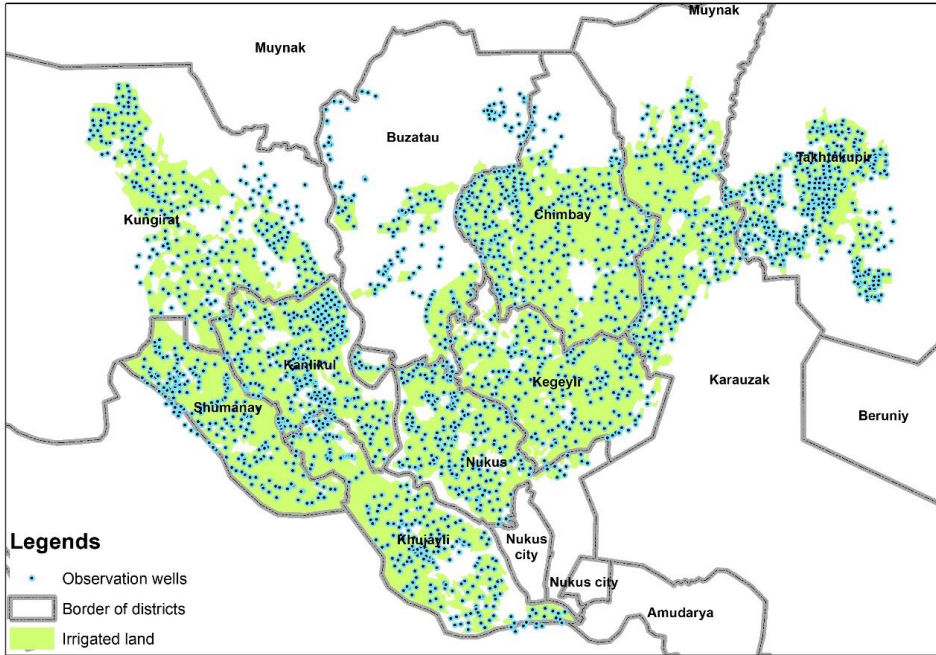 Muynak
Muynak
Buzatau
Takhtakupir
Chimbay
Kungirat
Kanlikul
Kegeyli
Karauzak
Shumanay
Beruniy
Nukus
Khujayli
Nukus
city
Nukus city
Amudarya
Legends
Observation wells
Border of districts
Irrigated land